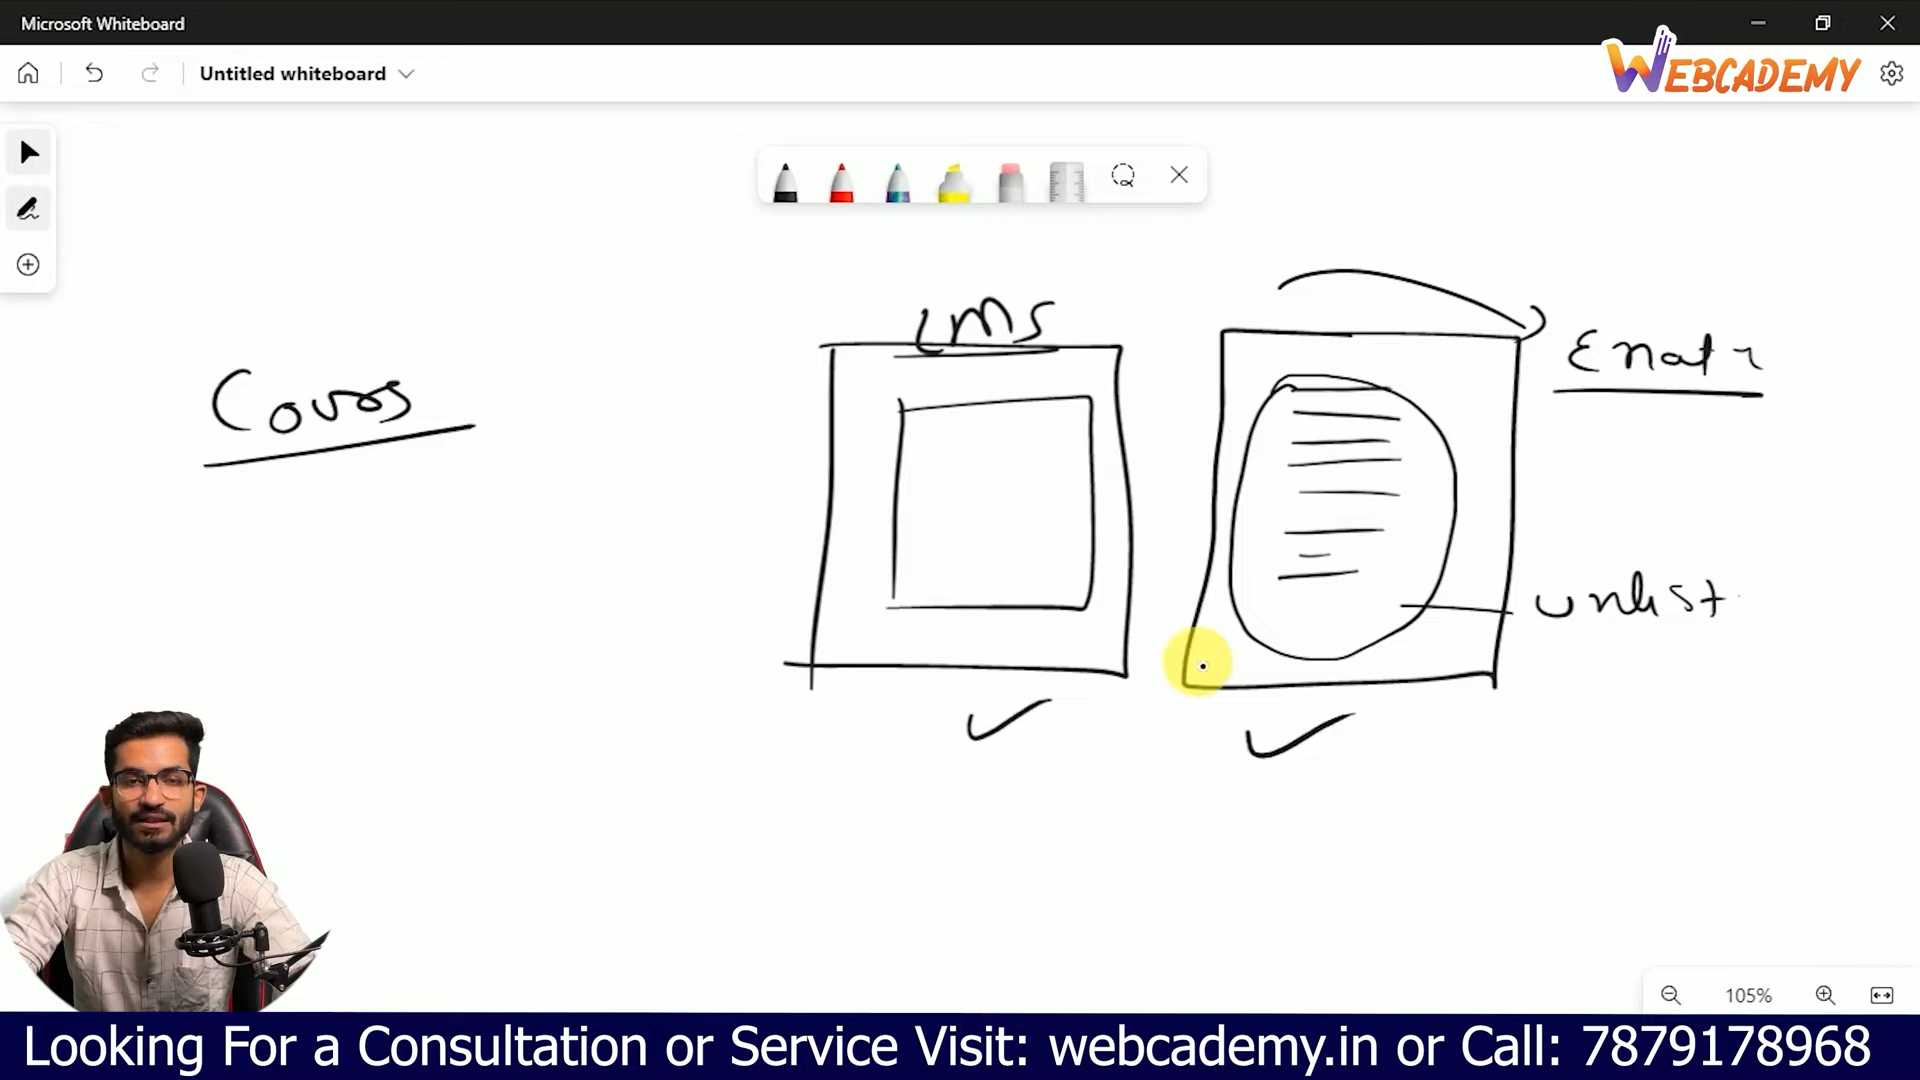 Microsoft Whiteboard
Untitled whiteboard
WEBCADEMY
LMS
Cours
unlist
105%
Looking For a Consultation or Service Visit: webcademy.in or Call: 7879178968